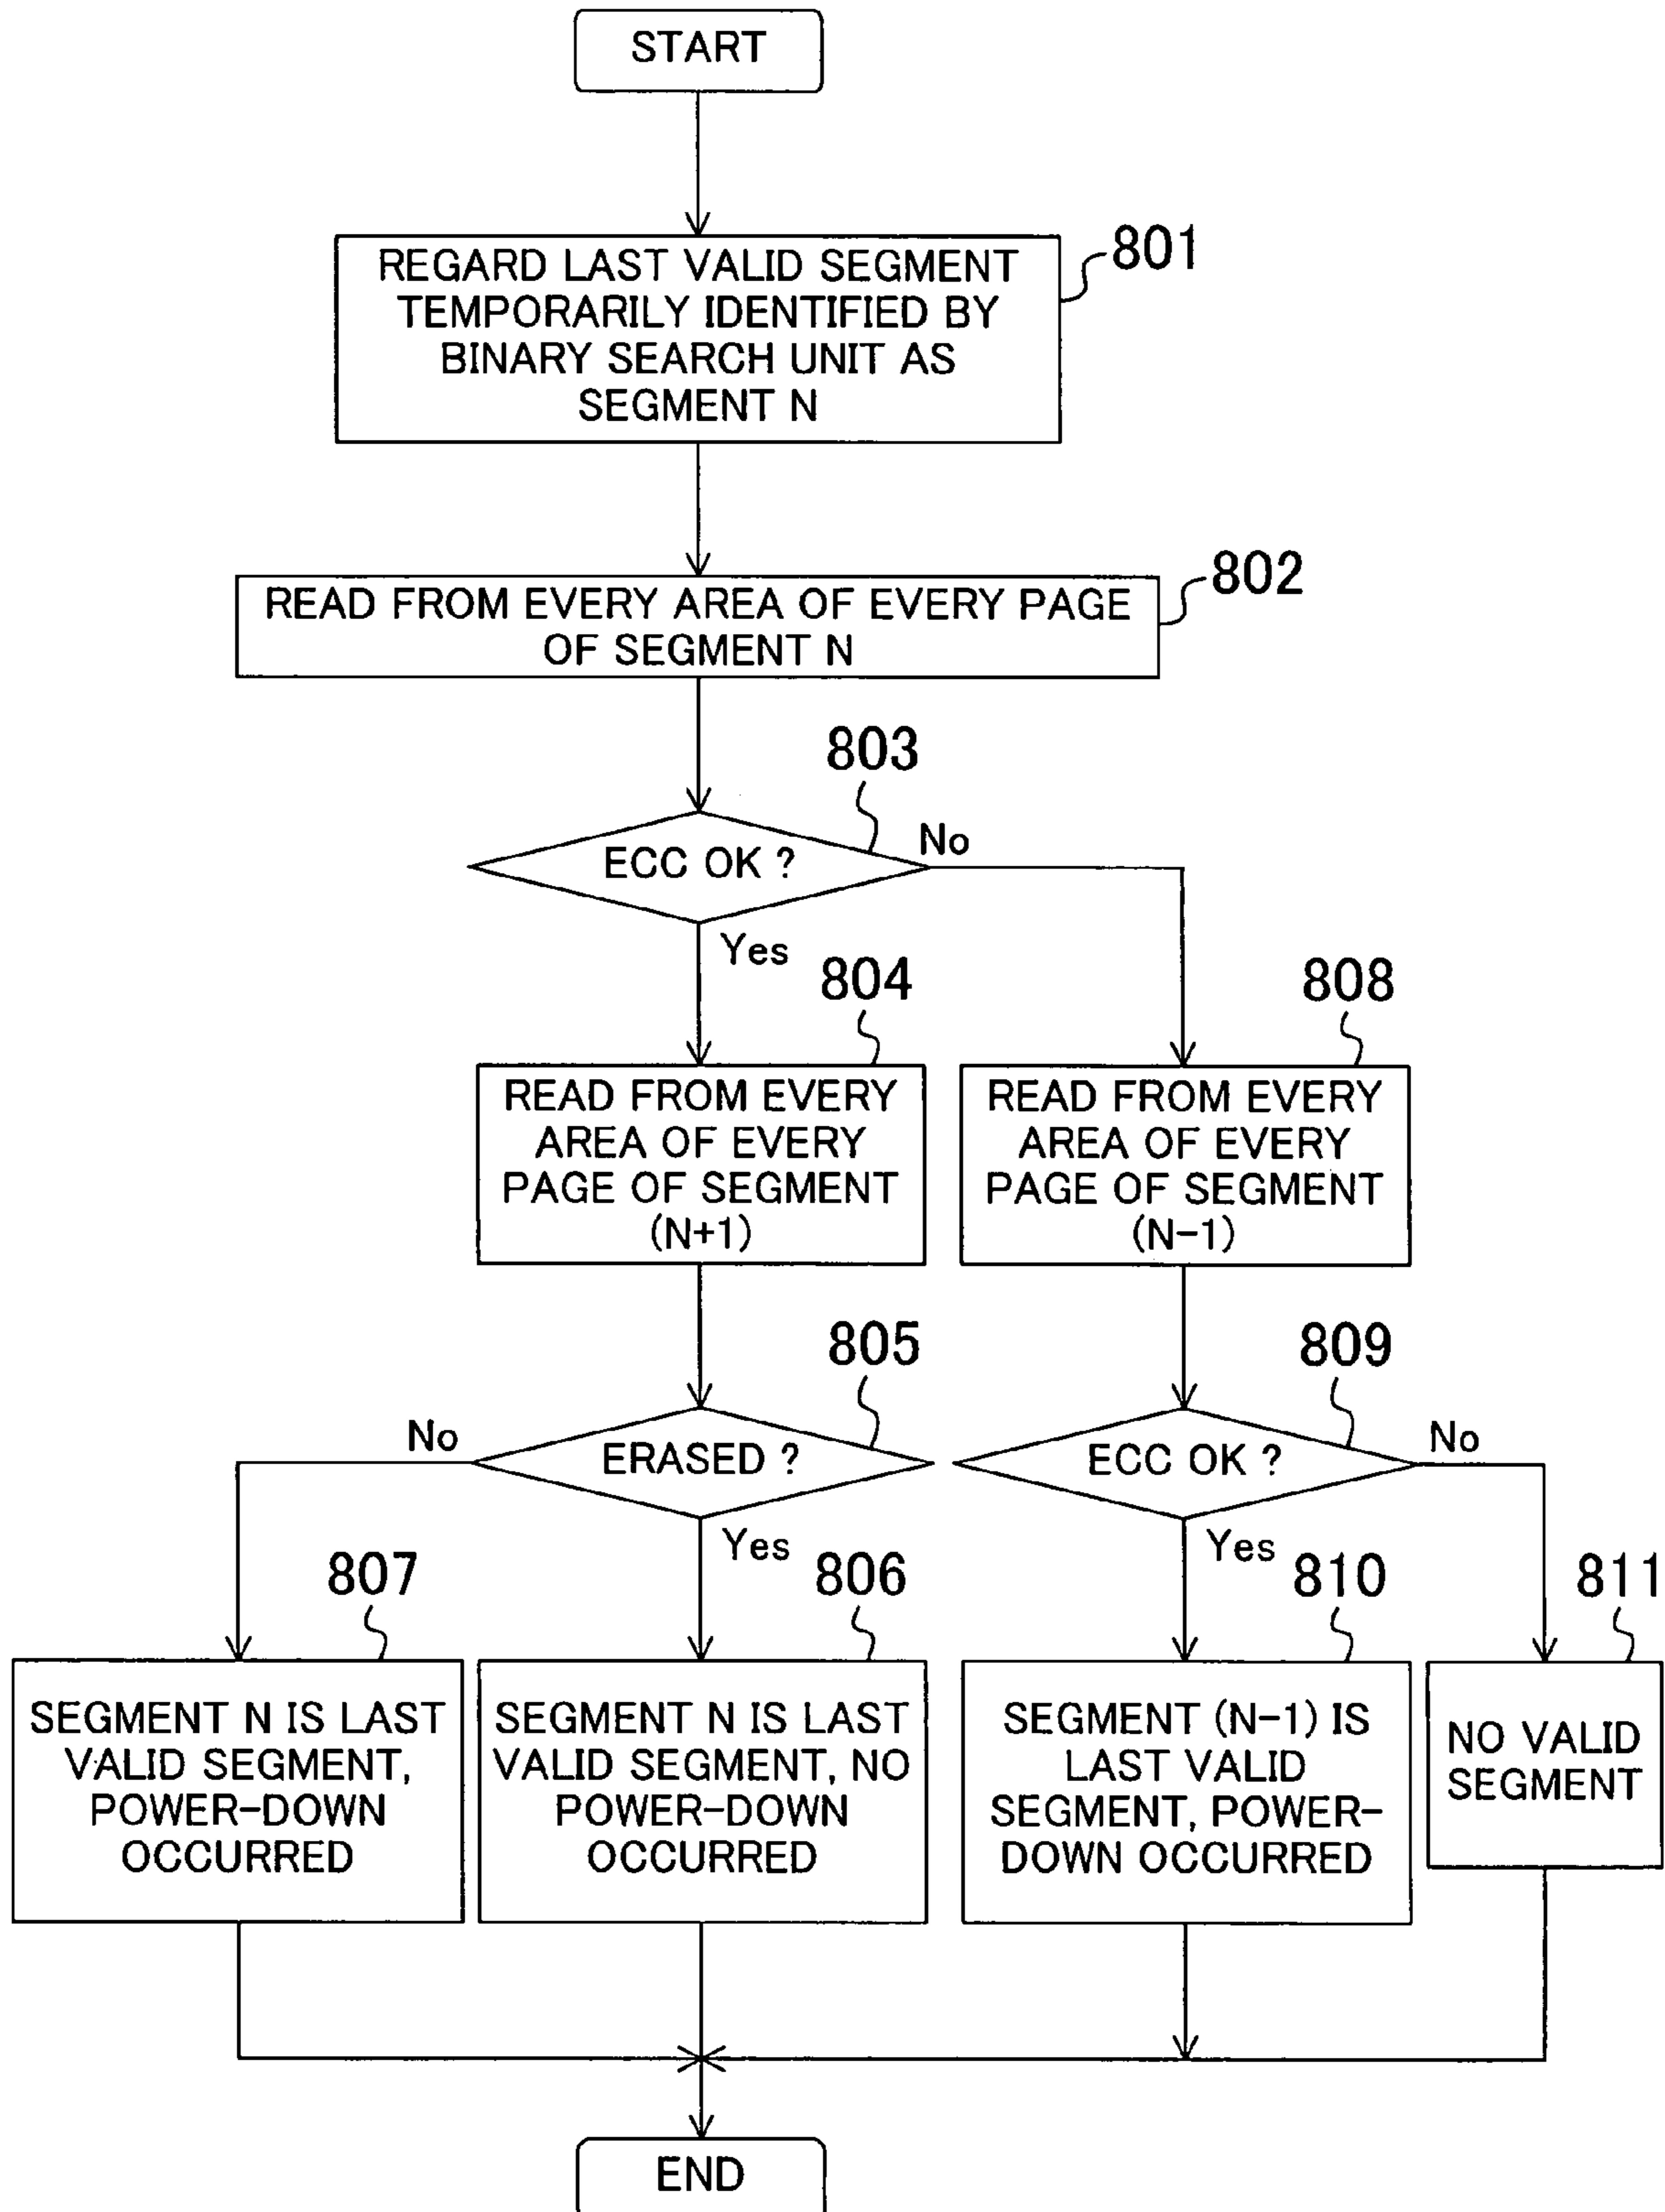 START
REGARD LAST VALID SEGMENT
TEMPORARILY IDENTIFIED BY
BINARY SEARCH UNIT AS
SEGMENT N
801
READ FROM EVERY AREA OF EVERY PAGE
OF SEGMENT N
802
803
ECC OK ?
No
Yes
804
READ FROM EVERY
AREA OF EVERY
PAGE OF SEGMENT
(N+1)
808
READ FROM EVERY
AREA OF EVERY
PAGE OF SEGMENT
(N-1)
805
ERASED ?
No
Yes
809
ECC OK ?
No
Yes
807
SEGMENT N IS LAST
VALID SEGMENT,
POWER-DOWN
OCCURRED
806
SEGMENT N IS LAST
VALID SEGMENT, NO
POWER-DOWN
OCCURRED
810
SEGMENT (N-1) IS
LAST VALID
SEGMENT, POWER-
DOWN OCCURRED
811
NO VALID
SEGMENT
END